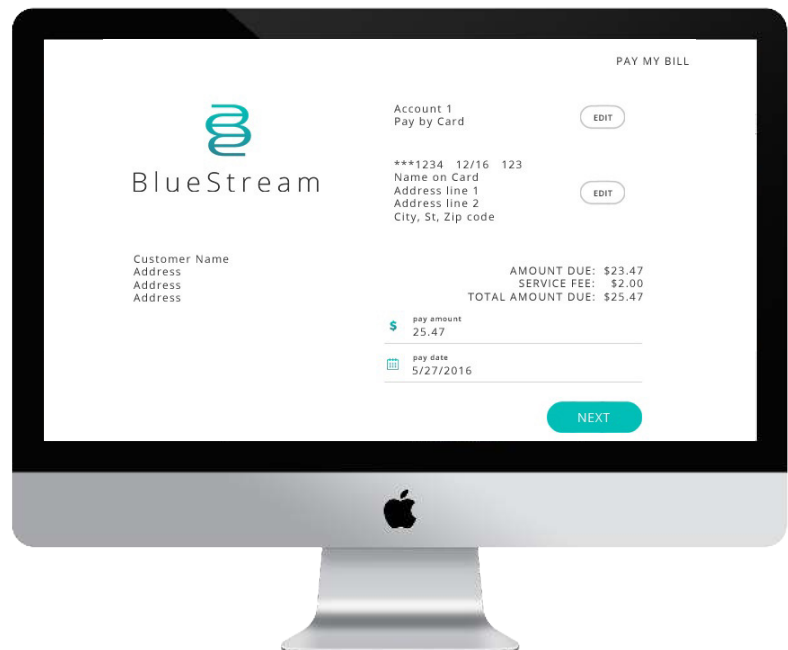 PAY MY BILL
BlueStream
Account 1
Pay by Card
EDIT
***1234 12/16 123
Name on Card
Address line 1
Address line 2
City, St, Zip code
EDIT
Customer Name
Address
Address
Address
AMOUNT DUE: $23.47
SERVICE FEE: $2.00
TOTAL AMOUNT DUE: $25.47
$
pay amount
25.47
pay date
5/27/2016
NEXT